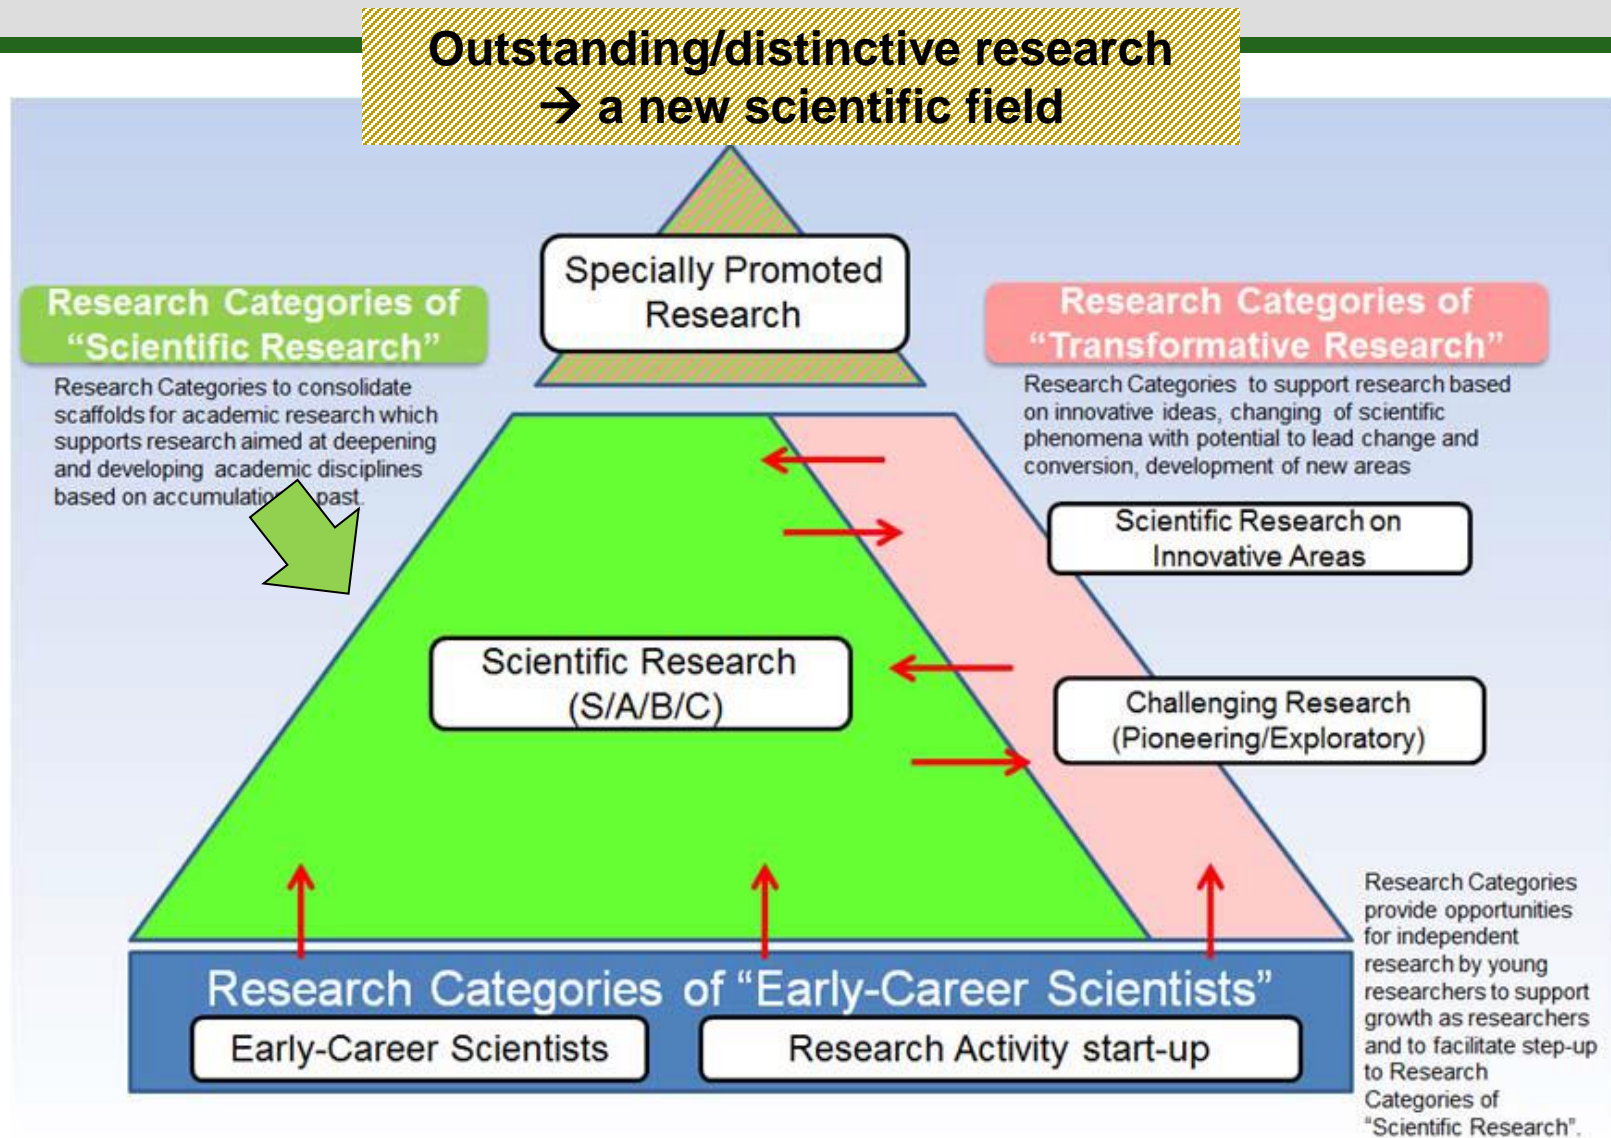 Outstanding/distinctive research
→ a new scientific field
Specially Promoted
Research
Research Categories of
“Scientific Research”
Research Categories to consolidate
scaffolds for academic research which
supports research aimed at deepening
and developing academic disciplines
based on accumulatio past.
Research Categories of
“Transformative Research”
Research Categories to support research based
on innovative ideas, changing of scientific
phenomena with potential to lead change and
conversion, development of new areas
Scientific Research on
Innovative Areas
Scientific Research
(S/A/B/C)
Challenging Research
(Pioneering/Exploratory)
Research Categories of “Early-Career Scientists”
Early-Career Scientists
Research Activity start-up
Research Categories
provide opportunities
for independent
research by young
researchers to support
growth as researchers
and to facilitate step-up
to Research
Categories of
“Scientific Research”.